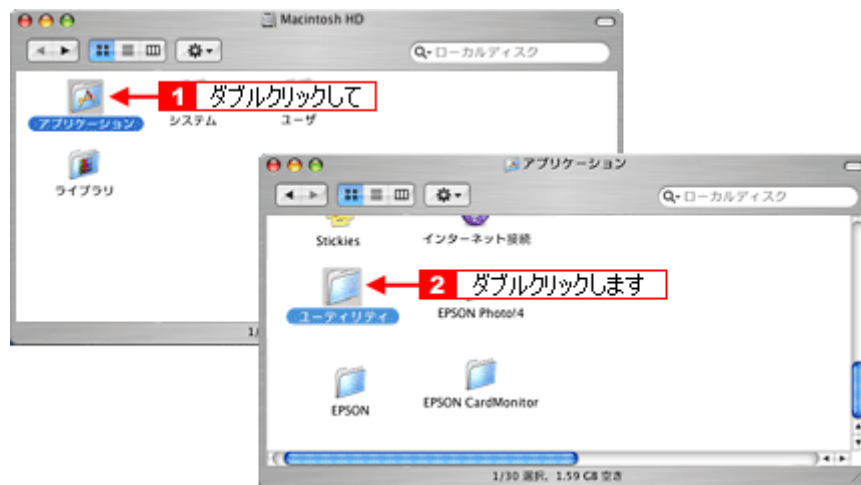 Macintosh HD
ローカルディスク
1 ダブルクリックして
アプリケーション
システム
ユーザ
ライブラリ
1/
アプリケーション
ローカルディスク
Stickies
インターネット接続
2 ダブルクリックします
ユーティリティ
EPSON Photo!4
EPSON
EPSON CardMonitor
1/30 選択、1.59 GB 空き